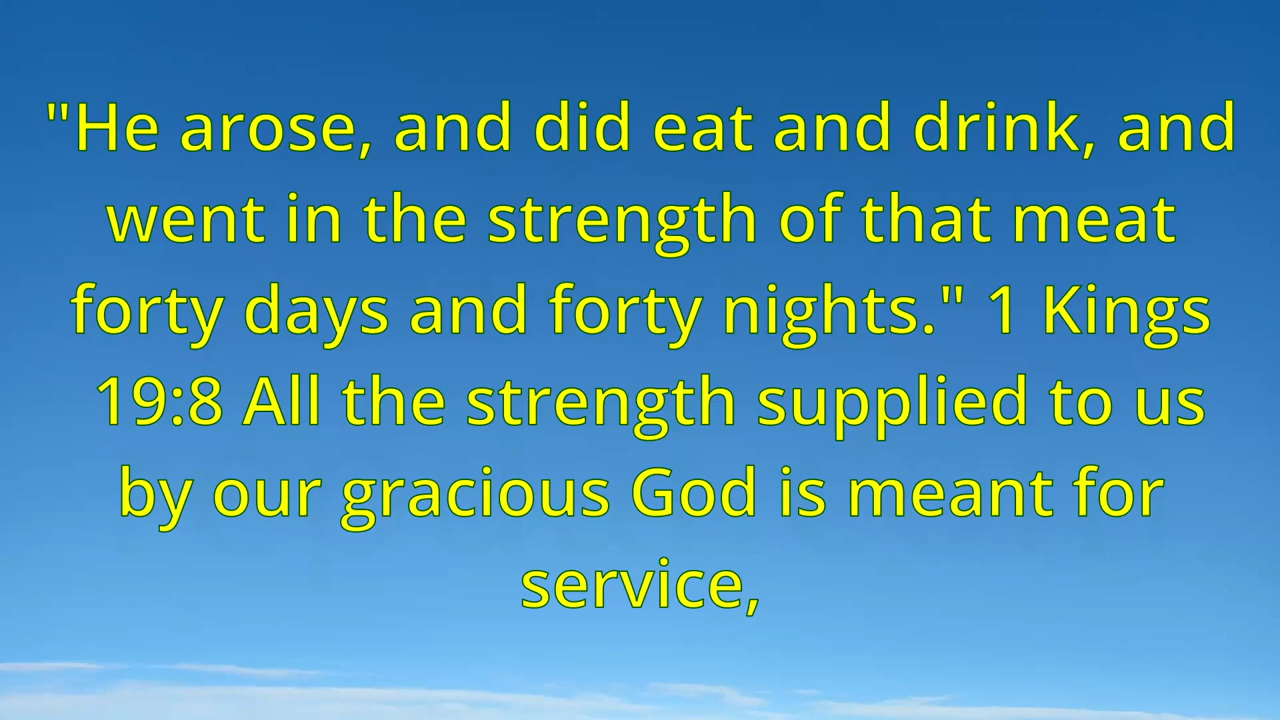 "He arose, and did eat and drink, and
went in the strength of that meat
forty days and forty nights." 1 Kings
19:8 All the strength supplied to us
by our gracious God is meant for
service,